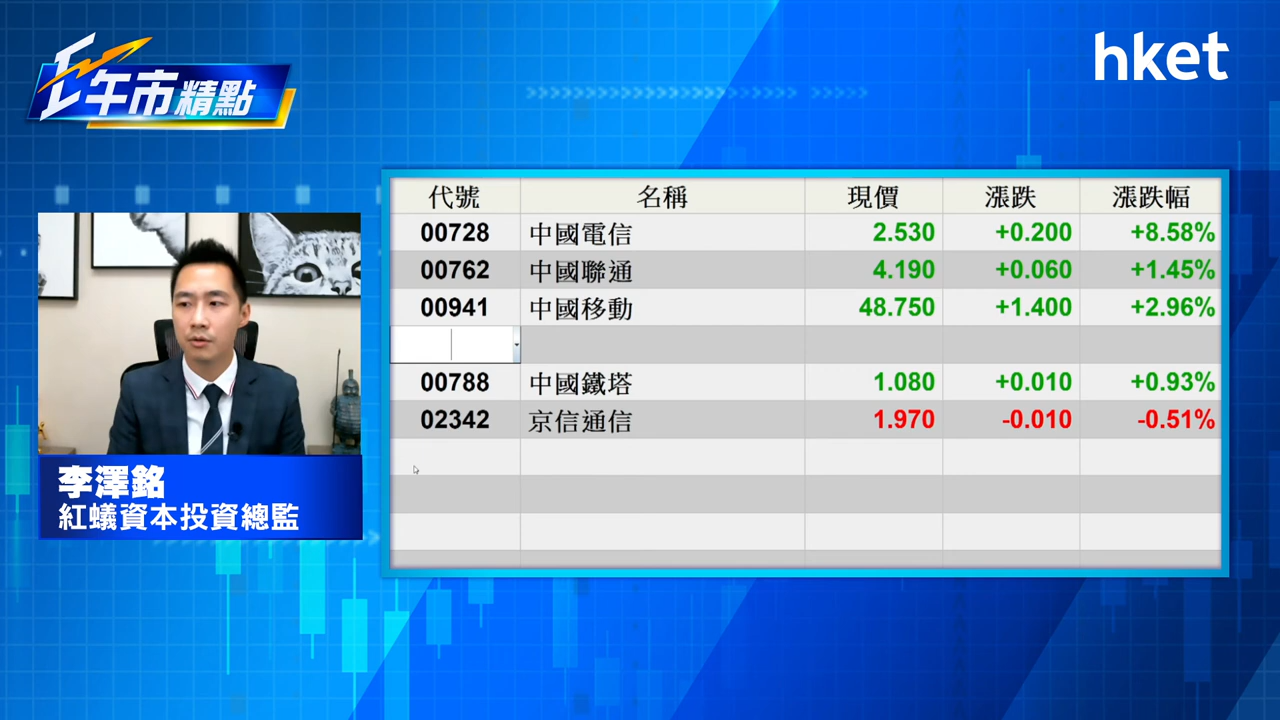 午市精點
hket
代號 名稱 現價 漲跌 漲跌幅
00728 中國電信 2.530 +0.200 +8.58%
00762 中國聯通 4.190 +0.060 +1.45%
00941 中國移動 48.750 +1.400 +2.96%
00788 中國鐵塔 1.080 +0.010 +0.93%
02342 京信通信 1.970 -0.010 -0.51%
李澤銘
紅蟻資本投資總監